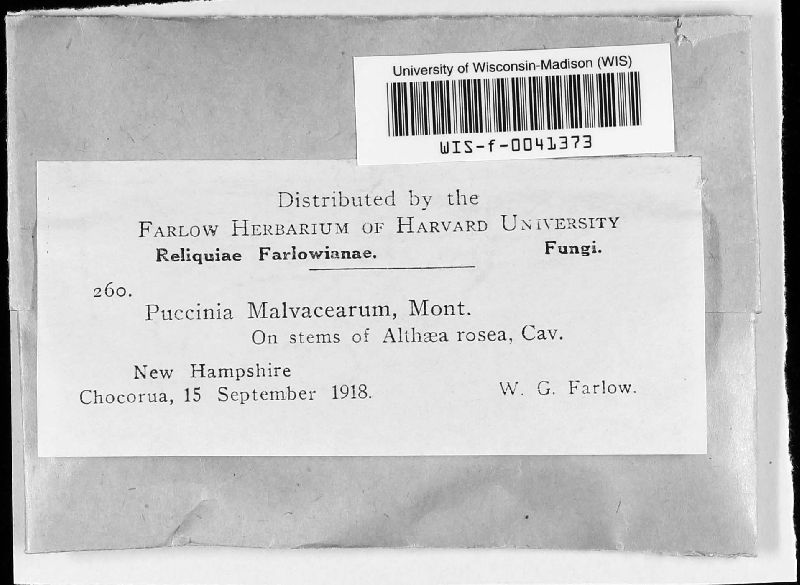 University of Wisconsin-Madison (WIS)
WIS-f-0041373
Distributed by the
FARLOW HERBARIUM OF HARVARD UNIVERSITY
Reliquiae Farlowianae. Fungi.
260.
Puccinia Malvacearum, Mont.
On stems of Althæa rosea, Cav.
New Hampshire
Chocorua, 15 September 1918. W. G. Farlow.